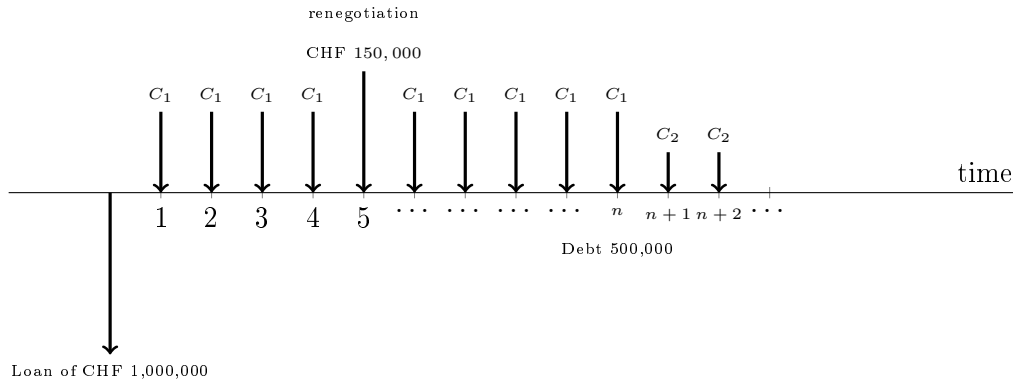 renegotiation
CHF 150,000
C₁ C₁ C₁ C₁ C₁ C₁ C₁ C₁ C₁
C₂ C₂
time
1 2 3 4 5 ... ... ... ... n n + 1 n + 2 ...
Debt 500,000
Loan of CHF 1,000,000